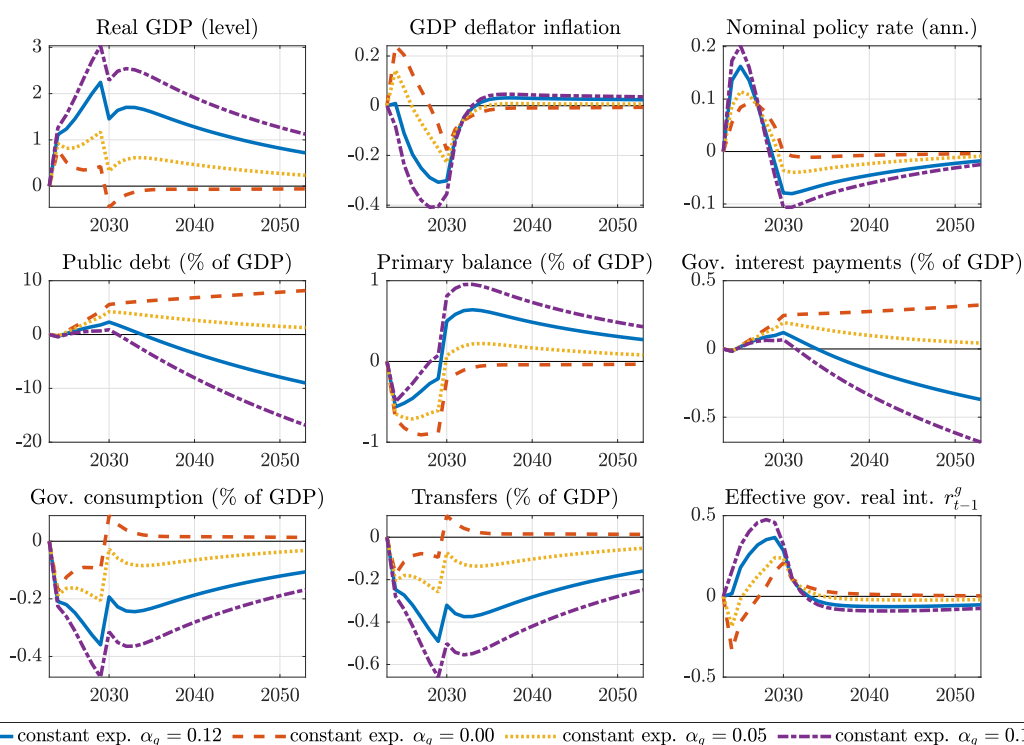 Real GDP (level) GDP deflator inflation Nominal policy rate (ann.)
3 0.2 0.2
2 0 0.1
1 -0.2 0
0 -0.4 -0.1
2030 2040 2050 2030 2040 2050 2030 2040 2050
Public debt (% of GDP) Primary balance (% of GDP) Gov. interest payments (% of GDP)
10 1 0.5
0 0 0
-10 -0.5
-20 -1
2030 2040 2050 2030 2040 2050 2030 2040 2050
Gov. consumption (% of GDP) Transfers (% of GDP) Effective gov. real int. $r^g_{t-1}$
0 0 0.5
-0.2 -0.2 0
-0.4 -0.4 -0.5
-0.6
2030 2040 2050 2030 2040 2050 2030 2040 2050
constant exp. α_g = 0.12 constant exp. α_g = 0.00 constant exp. α_g = 0.05 constant exp. α_g = 0.1